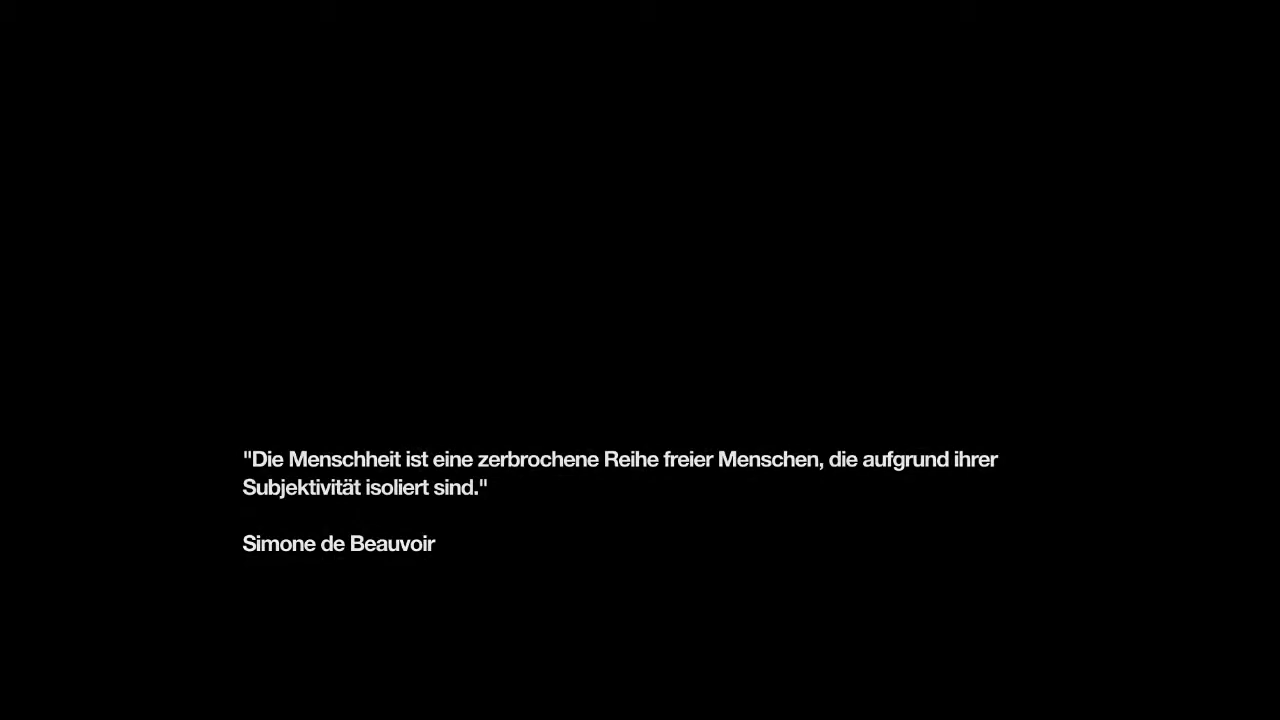 "Die Menschheit ist eine zerbrochene Reihe freier Menschen, die aufgrund ihrer
Subjektivität isoliert sind."
Simone de Beauvoir